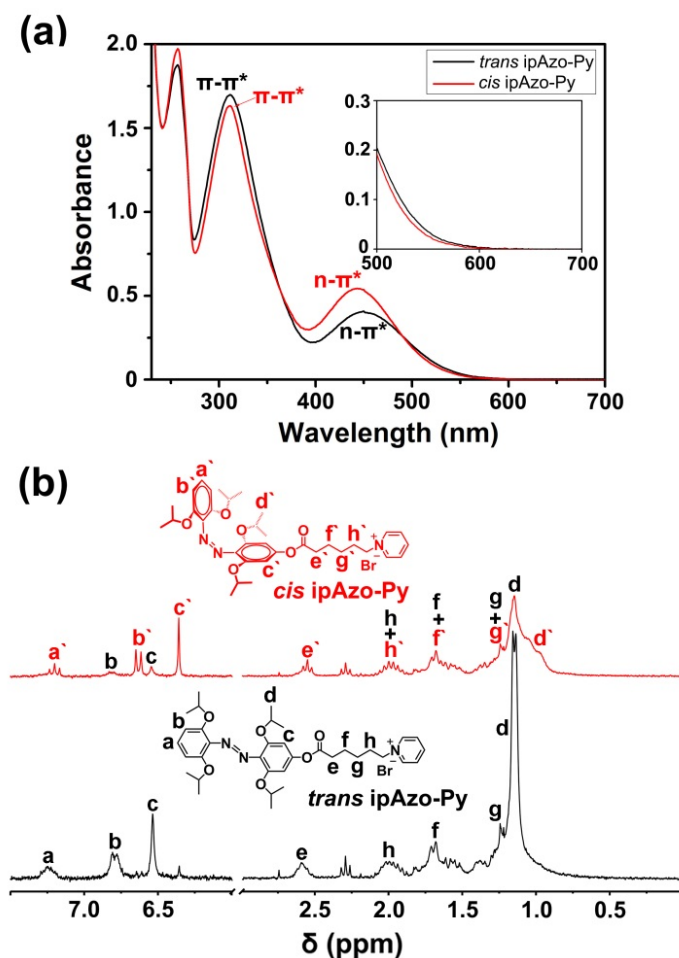 (a)
2.0
1.5
1.0
0.5
0
Absorbance
π-π*
π-π*
n-π*
n-π*
trans ipAzo-Py
cis ipAzo-Py
0.3
0.2
0.1
0
500 600 700
300 400 500 600 700
Wavelength (nm)
(b)
a`
b`
d`
O O
N N
O O
O
O
c`
e` f` g` h`
N +
Br −
cis ipAzo-Py
a` b` b c c` e` h + h` f + f` g + g` d d`
b
a
O O
N N
d
O O
c
O
O
e f g h
N +
Br −
trans ipAzo-Py
a b c e h f g d
7.5 6.5 2.5 2.0 1.5 1.0 0.5 0.0
δ (ppm)